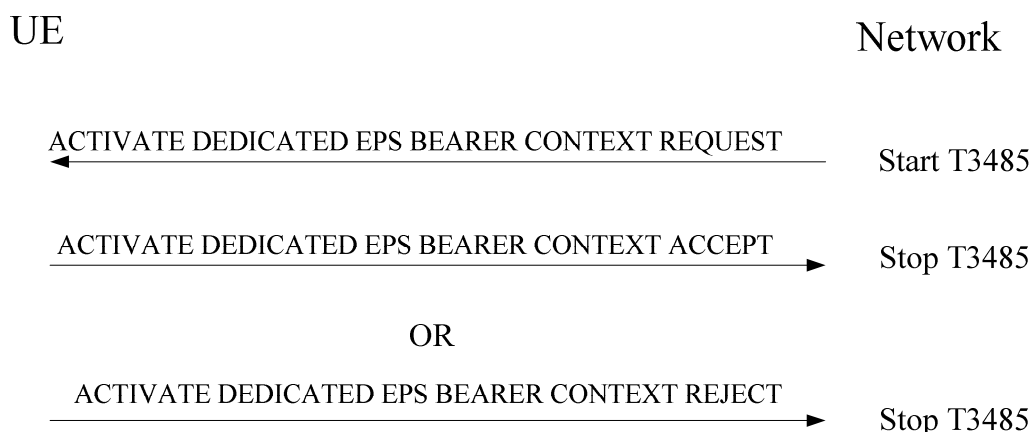 UE
Network
ACTIVATE DEDICATED EPS BEARER CONTEXT REQUEST
Start T3485
ACTIVATE DEDICATED EPS BEARER CONTEXT ACCEPT
Stop T3485
OR
ACTIVATE DEDICATED EPS BEARER CONTEXT REJECT
Stop T3485